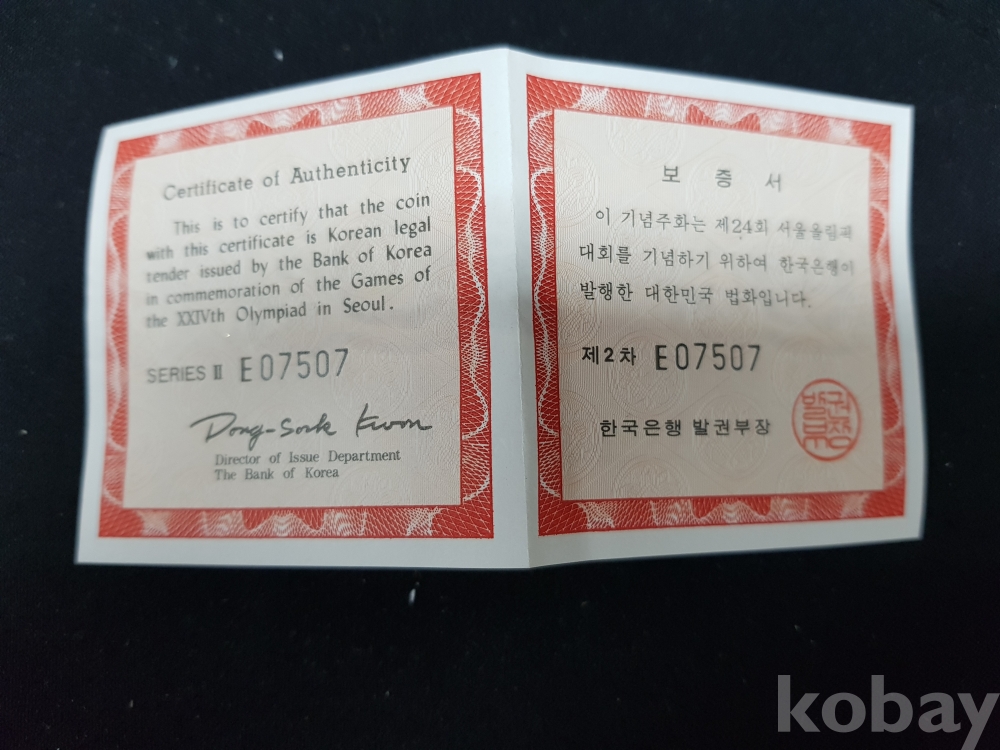 Certificate of Authenticity
This is to certify that the coin
with this certificate is Korean legal
tender issued by the Bank of Korea
in commemoration of the Games of
the XXIVth Olympiad in Seoul.
SERIES Ⅱ E07507
Dong-Sook Kwon
Director of Issue Department
The Bank of Korea
보 증 서
이 기념주화는 제24회 서울올림픽
대회를 기념하기 위하여 한국은행이
발행한 대한민국 법화입니다.
제2차 E07507
한국은행 발권부장
kobay